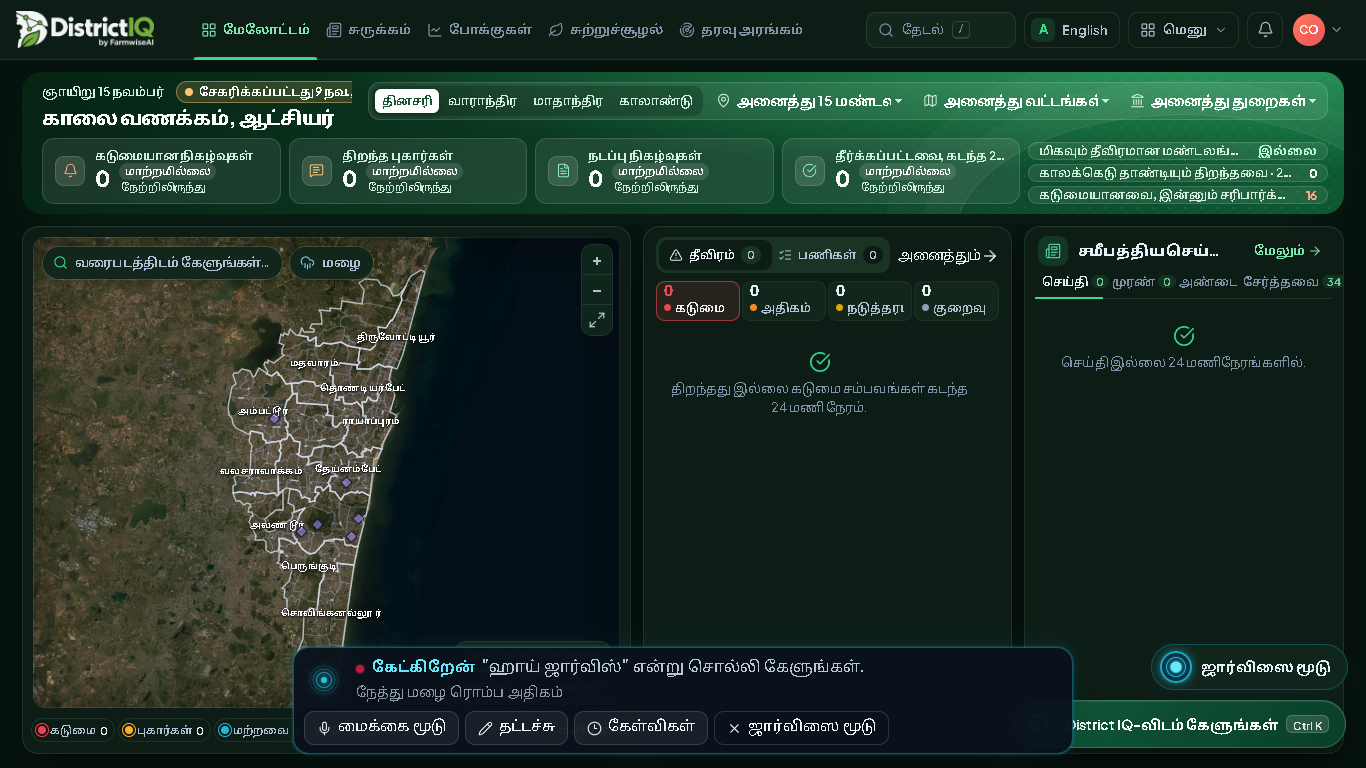 DistrictIQ
by FarmwiseAI
மேலோட்டம்
சுருக்கம்
போக்குகள்
சுற்றுச்சூழல்
தரவு அரங்கம்
தேடல் /
A English
மெனு
CO
ஞாயிறு 15 நவம்பர்
சேகரிக்கப்பட்டது 9 நவ.
காலை வணக்கம், ஆட்சியர்
தினசரி
வாராந்திர
மாதாந்திர
காலாண்டு
அனைத்து 15 மண்டல
அனைத்து வட்டங்கள்
அனைத்து துறைகள்
கடுமையான நிகழ்வுகள்
0 மாற்றமில்லை
நேற்றிலிருந்து
திறந்த புகார்கள்
0 மாற்றமில்லை
நேற்றிலிருந்து
நடப்பு நிகழ்வுகள்
0 மாற்றமில்லை
நேற்றிலிருந்து
தீர்க்கப்பட்டவை, கடந்த 2...
0 மாற்றமில்லை
நேற்றிலிருந்து
மிகவும் தீவிரமான மண்டலங்... இல்லை
காலக்கெடு தாண்டியும் திறந்தவை · 2... 0
கடுமையானவை, இன்னும் சரிபார்க்... 16
வரைபடத்திடம் கேளுங்கள்...
மழை
+
−
திருவோட்டியூர்
மதவாரம்
தொண்டியர்பேட்
அம்பட்டூர்
ராயாப்புரம்
வலசராவாக்கம்
தேயனம்பேட்
அலண்டூர்
பெருங்குடி
சொலிங்கனல்லூர்
கடுமை 0
புகார்கள் 0
மற்றவை
தீவிரம் 0
பணிகள் 0
அனைத்தும்
0
கடுமை
0
அதிகம்
0
நடுத்தர
0
குறைவு
திறந்தது இல்லை கடுமை சம்பவங்கள் கடந்த
24 மணி நேரம்.
சமீபத்திய செய்...
மேலும்
செய்தி 0
முரண் 0
அண்டை
சேர்த்தவை 34
செய்தி இல்லை 24 மணிநேரங்களில்.
கேட்கிறேன் "ஹாய் ஜார்விஸ்" என்று சொல்லி கேளுங்கள்.
நேத்து மழை ரொம்ப அதிகம்
மைக்கை மூடு
தட்டச்சு
கேள்விகள்
ஜார்விஸை மூடு
ஜார்விஸை மூடு
District IQ-விடம் கேளுங்கள் Ctrl K